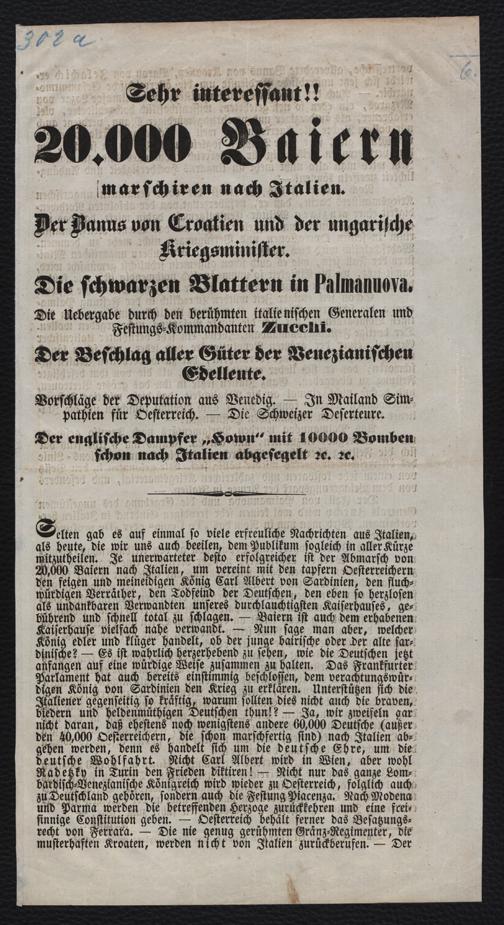 302 a
6.
Sehr interessant!!
20.000 Baiern
marschiren nach Italien.
Der Banus von Croatien und der ungarische
Kriegsminister.
Die schwarzen Blattern in Palmanuova.
Die Uebergabe durch den berühmten italienischen Generalen und
Festungs-Kommandanten Zucchi.
Der Beschlag aller Güter der Venezianischen
Edelleute.
Vorschläge der Deputation aus Venedig. — In Mailand Sim-
pathien für Oesterreich. — Die Schweizer Deserteure.
Der englische Dampfer „Hown“ mit 10000 Bomben
schon nach Italien abgesegelt ꝛc. ꝛc.
Selten gab es auf einmal so viele erfreuliche Nachrichten aus Italien,
als heute, die wir uns auch beeilen, dem Publikum sogleich in aller Kürze
mitzutheilen. Je unerwarteter desto erfolgreicher ist der Abmarsch von
20,000 Baiern nach Italien, um vereint mit den tapfern Oesterreichern
den feigen und meineidigen König Carl Albert von Sardinien, den fluch-
würdigen Verräther, den Todfeind der Deutschen, den eben so herzlosen
als undankbaren Verwandten unseres durchlauchtigsten Kaiserhauses, ge-
bührend und schnell total zu schlagen. — Baiern ist auch dem erhabenen
Kaiserhause vielfach nahe verwandt. — Nun sage man aber, welcher
König edler und klüger handelt, ob der junge bairische oder der alte sar-
dinische? — Es ist wahrlich herzerhebend zu sehen, wie die Deutschen jetzt
anfangen auf eine würdige Weise zusammen zu halten. Das Frankfurter
Parlament hat auch bereits einstimmig beschlossen, dem verachtungswür-
digen König von Sardinien den Krieg zu erklären. Unterstützen sich die
Italiener gegenseitig so kräftig, warum sollten dies nicht auch die braven,
biedern und heldenmüthigen Deutschen thun!? — Ja, wir zweifeln gar
nicht daran, daß ehestens noch wenigstens andere 60,000 Deutsche (außer
den 40,000 Oesterreichern, die schon marschfertig sind) nach Italien ab-
gehen werden, denn es handelt sich um die deutsche Ehre, um die
deutsche Wohlfahrt. Nicht Carl Albert wird in Wien, aber wohl
Radetzky in Turin den Frieden diktiren! — Nicht nur das ganze Lom-
bardisch-Venezianische Königreich wird wieder zu Oesterreich, folglich auch
zu Deutschland gehören, sondern auch die Festung Piacenza. Nach Modena
und Parma werden die betreffenden Herzoge zurückkehren und eine frei-
sinnige Constitution geben. — Oesterreich behält ferner das Besatzungs-
recht von Ferrara. — Die nie genug gerühmten Gränz-Regimenter, die
musterhaften Kroaten, werden nicht von Italien zurückberufen. — Der